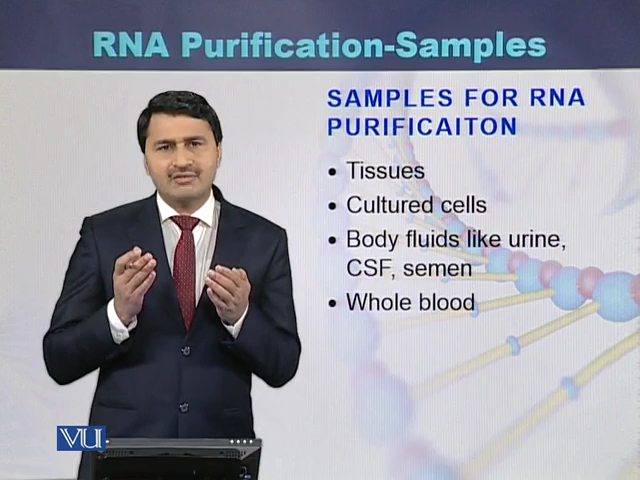 RNA Purification-Samples
SAMPLES FOR RNA
PURIFICAITON
• Tissues
• Cultured cells
• Body fluids like urine,
CSF, semen
• Whole blood
VU